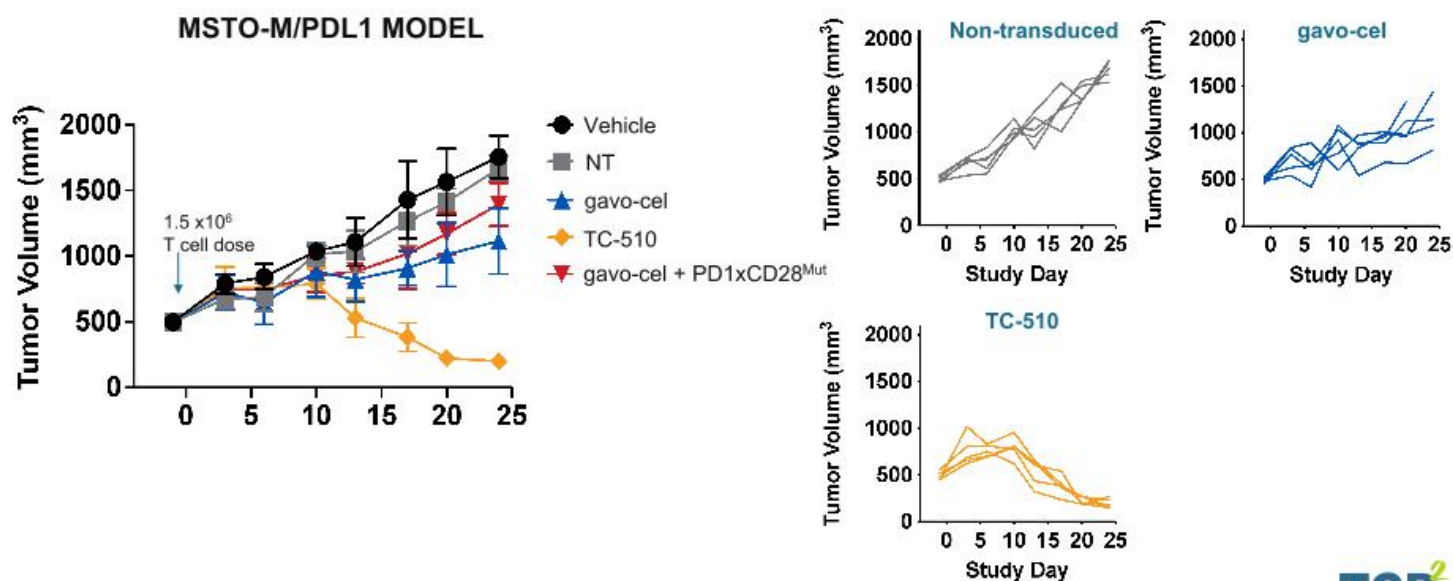 MSTO-M/PDL1 MODEL
Tumor Volume (mm³)
2000
1500
1000
500
0
0 5 10 15 20 25
1.5 x10⁶
T cell dose
Vehicle
NT
gavo-cel
TC-510
gavo-cel + PD1xCD28ᴹᵘᵗ
Non-transduced
Tumor Volume (mm³)
2000
1500
1000
500
0
0 5 10 15 20 25
Study Day
gavo-cel
Tumor Volume (mm³)
2000
1500
1000
500
0
0 5 10 15 20 25
Study Day
TC-510
Tumor Volume (mm³)
2000
1500
1000
500
0
0 5 10 15 20 25
Study Day